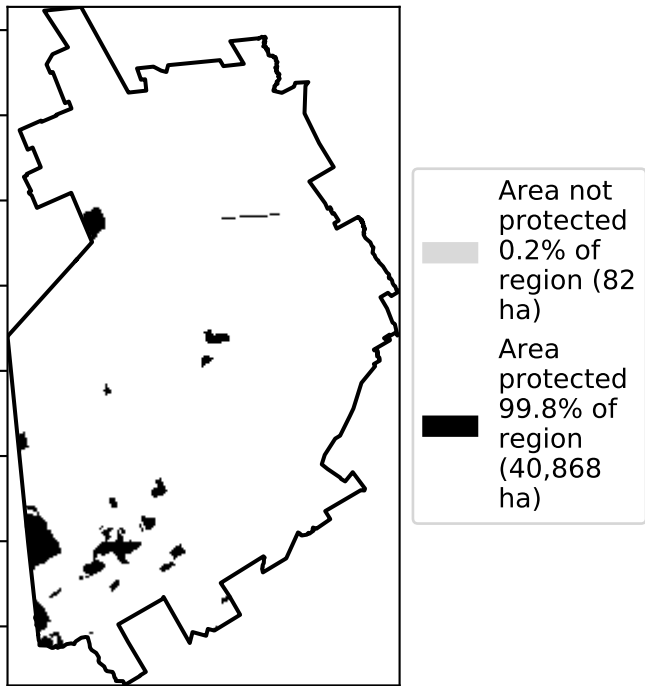 Area not
protected
0.2% of
region (82
ha)
Area
protected
99.8% of
region
(40,868
ha)